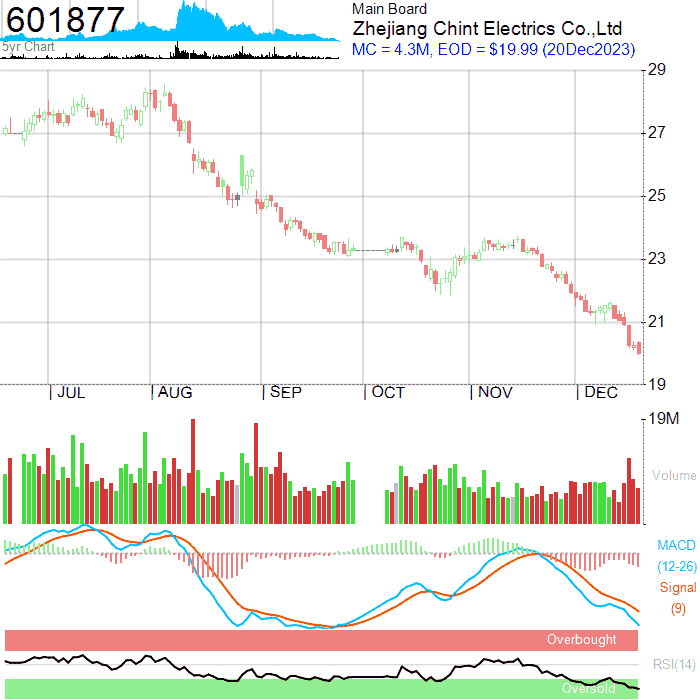 601877
5yr Chart
Main Board
Zhejiang Chint Electrics Co.,Ltd
MC = 4.3M, EOD = $19.99 (20Dec2023)
29
27
25
23
21
19
JUL AUG SEP OCT NOV DEC
19M
Volume
MACD
(12-26)
Signal
(9)
Overbought
RSI(14)
Oversold